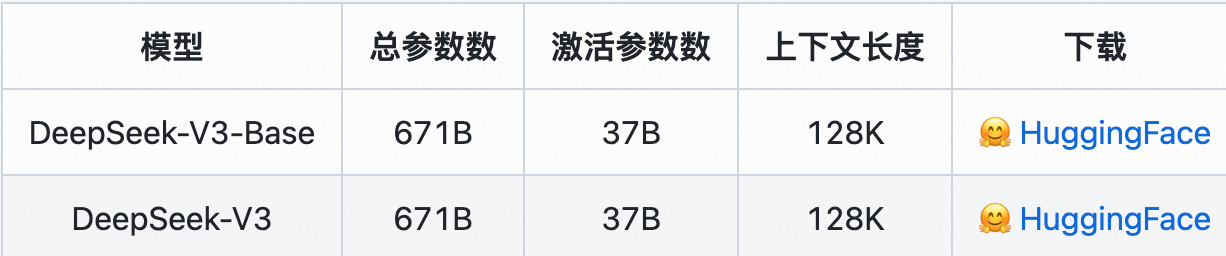 模型 总参数数 激活参数数 上下文长度 下载
DeepSeek-V3-Base 671B 37B 128K 🤗 HuggingFace
DeepSeek-V3 671B 37B 128K 🤗 HuggingFace